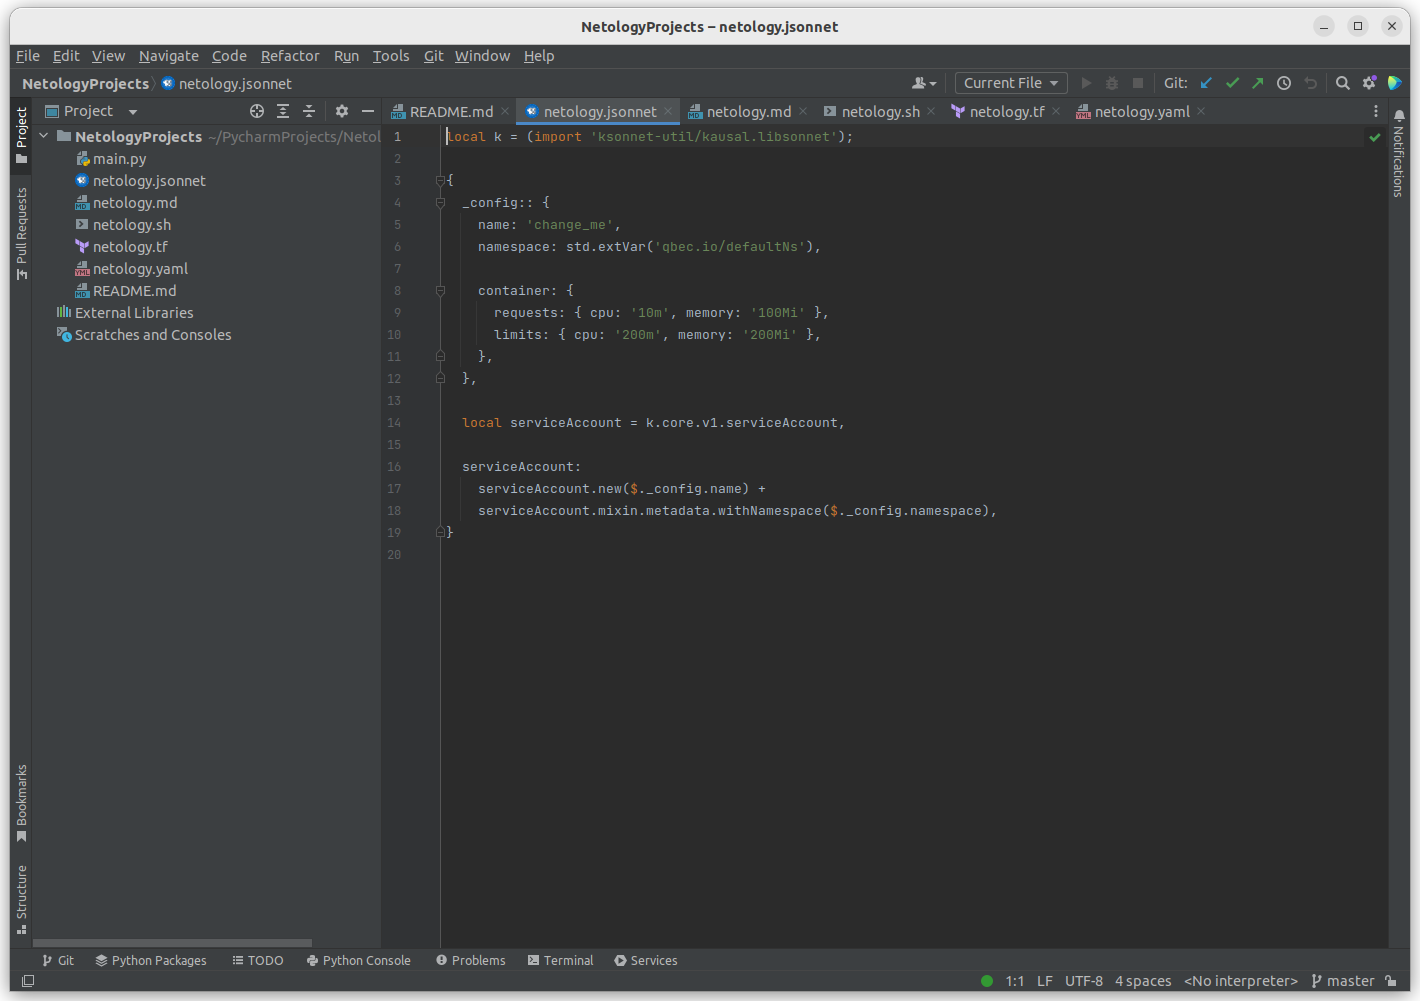 NetologyProjects – netology.jsonnet
File Edit View Navigate Code Refactor Run Tools Git Window Help
NetologyProjects netology.jsonnet Current File Git:
Project README.md netology.jsonnet netology.md netology.sh netology.tf netology.yaml
Project
Pull Requests
Bookmarks
Structure
Notifications
NetologyProjects ~/PycharmProjects/Netol
main.py
netology.jsonnet
netology.md
netology.sh
netology.tf
netology.yaml
README.md
External Libraries
Scratches and Consoles
1 local k = (import 'ksonnet-util/kausal.libsonnet');
2
3 {
4 _config:: {
5 name: 'change_me',
6 namespace: std.extVar('qbec.io/defaultNs'),
7
8 container: {
9 requests: { cpu: '10m', memory: '100Mi' },
10 limits: { cpu: '200m', memory: '200Mi' },
11 },
12 },
13
14 local serviceAccount = k.core.v1.serviceAccount,
15
16 serviceAccount:
17 serviceAccount.new($._config.name) +
18 serviceAccount.mixin.metadata.withNamespace($._config.namespace),
19 }
20
Git Python Packages TODO Python Console Problems Terminal Services
1:1 LF UTF-8 4 spaces <No interpreter> master